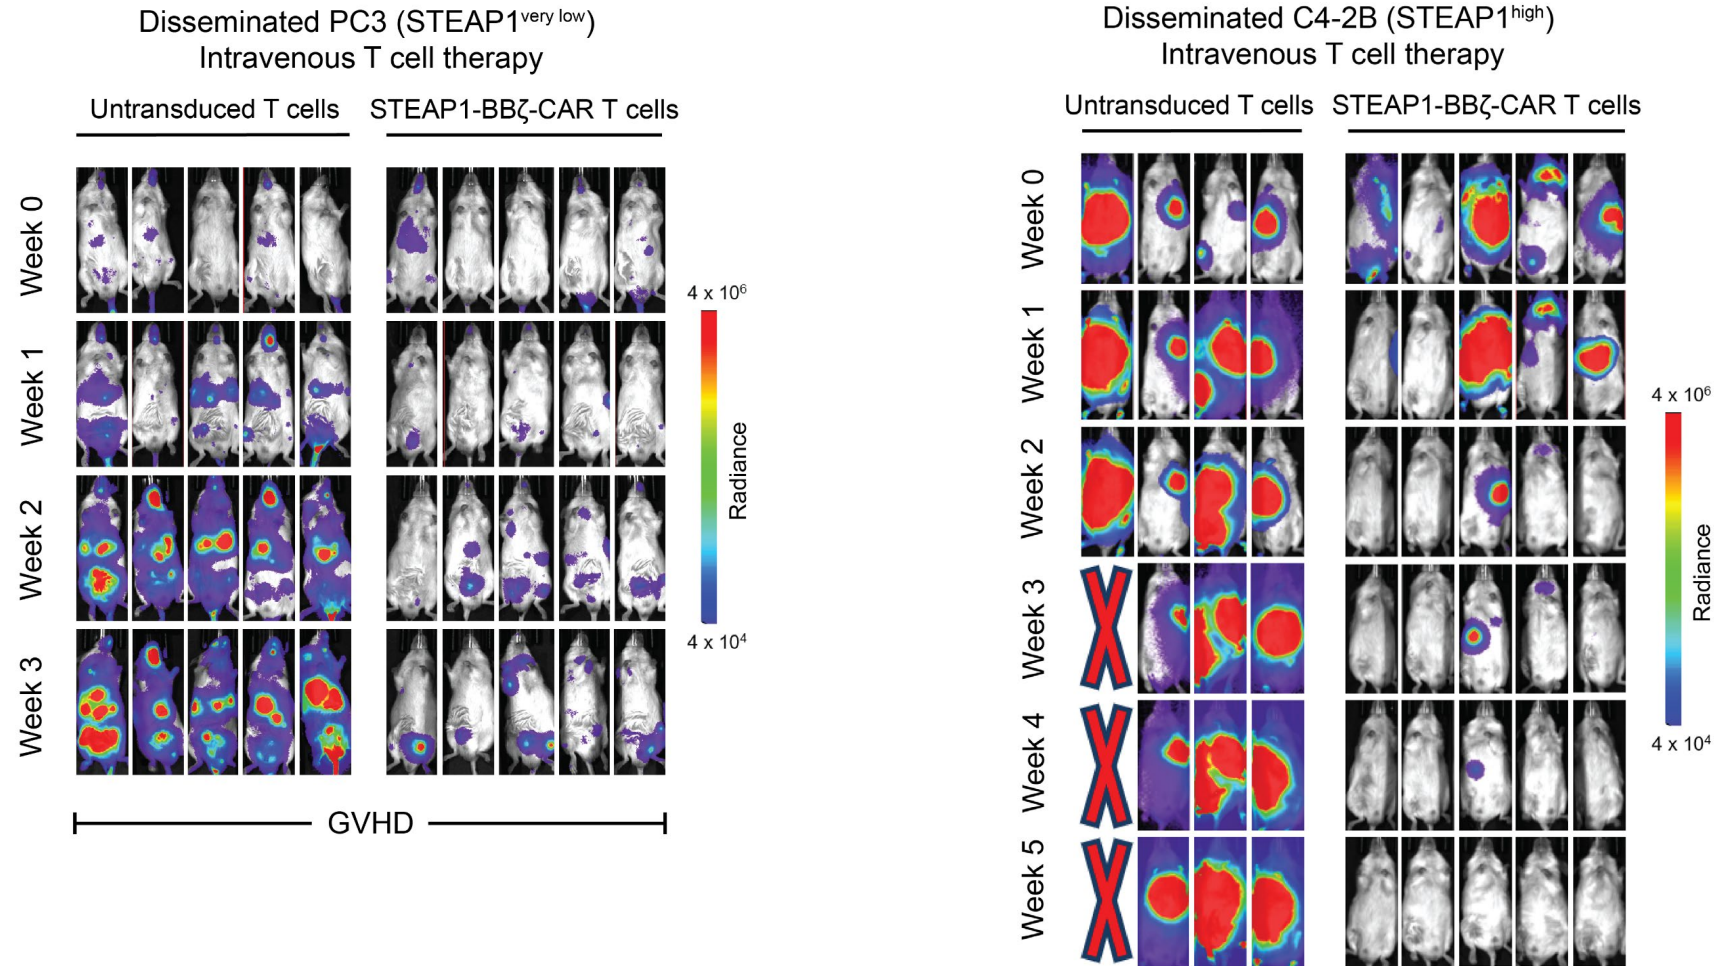 Disseminated PC3 (STEAP1very low)
Intravenous T cell therapy
Untransduced T cells
STEAP1-BBζ-CAR T cells
Week 0
Week 1
Week 2
Week 3
4 x 10⁶
Radiance
4 x 10⁴
GVHD
Disseminated C4-2B (STEAP1high)
Intravenous T cell therapy
Untransduced T cells
STEAP1-BBζ-CAR T cells
Week 0
Week 1
Week 2
Week 3
Week 4
Week 5
4 x 10⁶
Radiance
4 x 10⁴